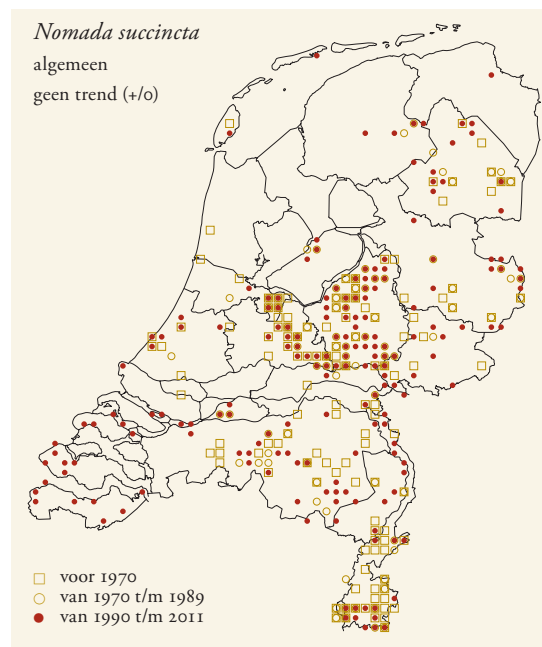 Nomada succincta
algemeen
geen trend (+/0)
voor 1970
van 1970 t/m 1989
van 1990 t/m 2011